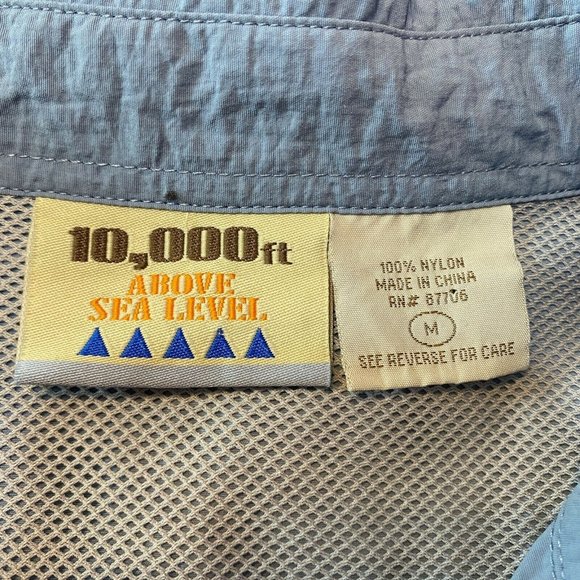 10,000ft
ABOVE
SEA LEVEL
100% NYLON
MADE IN CHINA
RN# 87706
M
SEE REVERSE FOR CARE